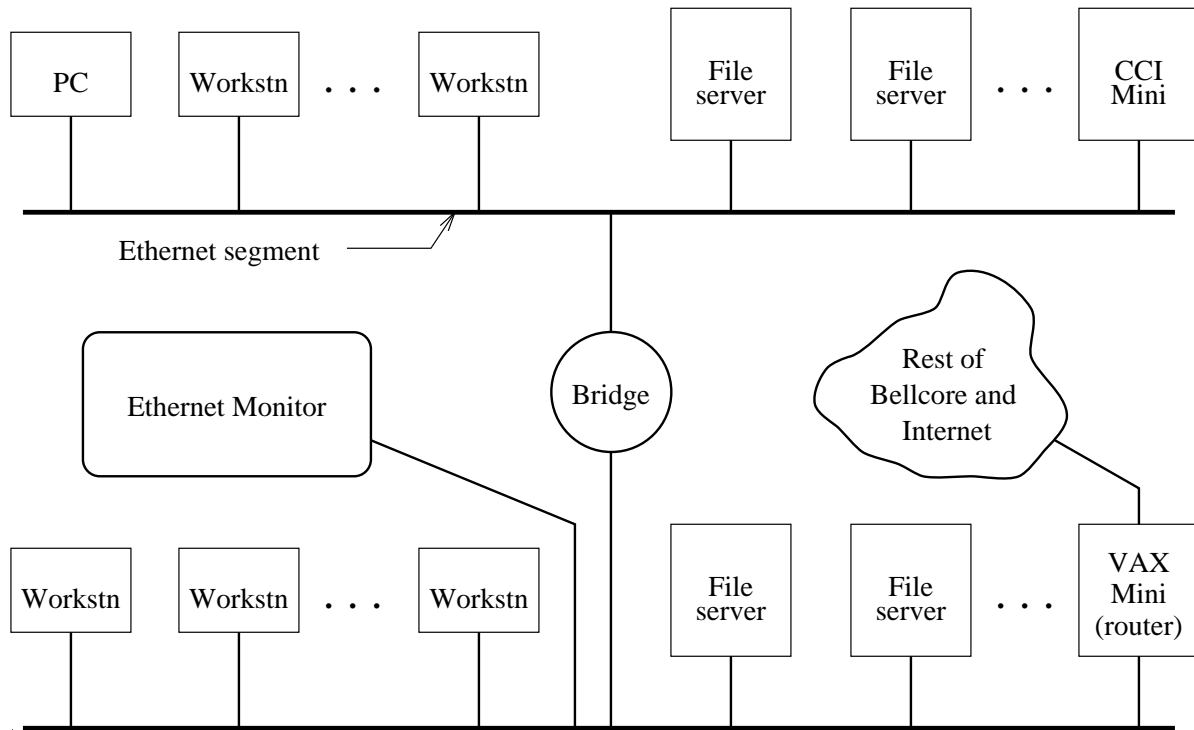 PC
Workstn
. . .
Workstn
File
server
File
server
. . .
CCI
Mini
Ethernet segment
Ethernet Monitor
Bridge
Rest of
Bellcore and
Internet
Workstn
Workstn
. . .
Workstn
File
server
File
server
. . .
VAX
Mini
(router)